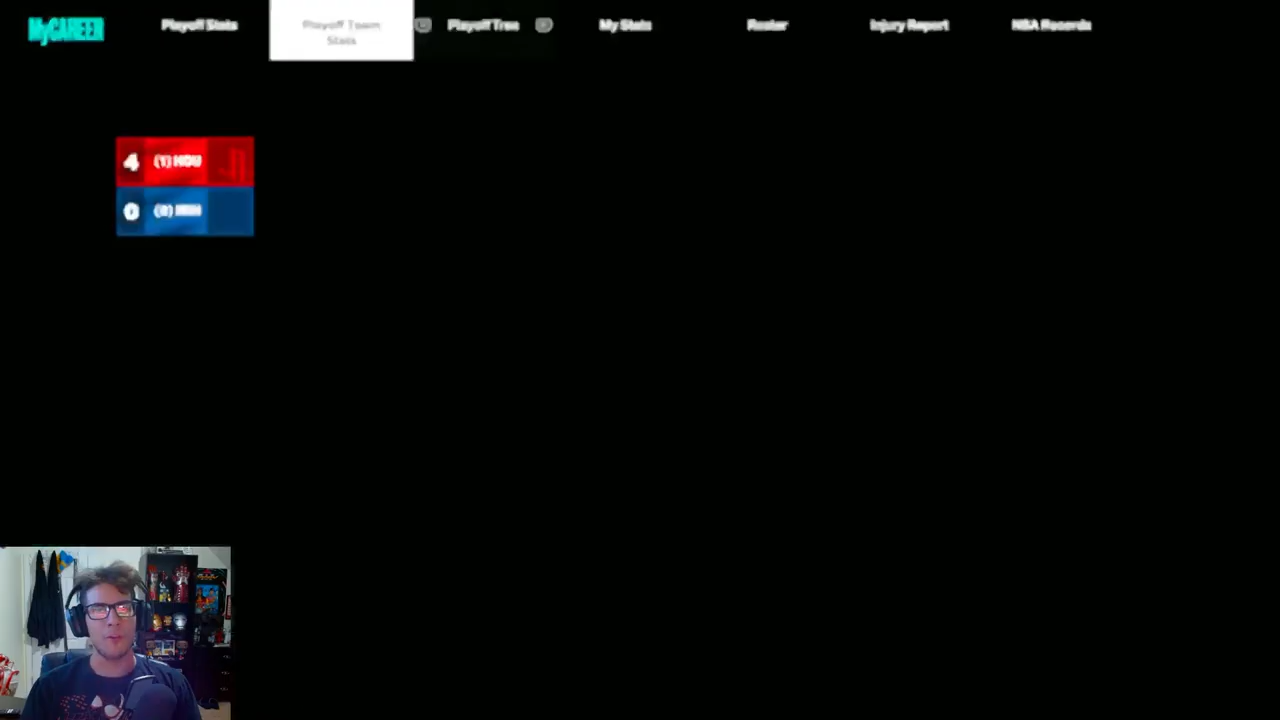 MyCAREER
Playoff Stats
Playoff Team
Stats
Playoff Tree
My Stats
Roster
Injury Report
NBA Records
4 (1) HOU
0 (8)